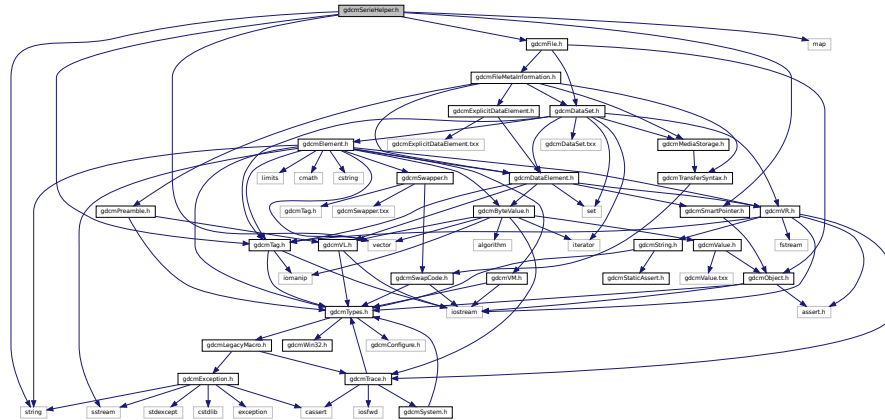 gdcmSerieHelper.h
gdcmFile.h
map
gdcmFileMetaInformation.h
gdcmExplicitDataElement.h
gdcmDataSet.h
gdcmElement.h
gdcmExplicitDataElement.txx
gdcmDataSet.txx
gdcmMediaStorage.h
limits
cmath
cstring
gdcmSwapper.h
gdcmDataElement.h
gdcmTransferSyntax.h
gdcmPreamble.h
gdcmTag.h
gdcmSwapper.txx
gdcmByteValue.h
set
gdcmSmartPointer.h
gdcmVR.h
gdcmTag.h
gdcmVL.h
vector
algorithm
iterator
gdcmString.h
gdcmValue.h
fstream
iomanip
gdcmSwapCode.h
gdcmVM.h
gdcmStaticAssert.h
gdcmValue.txx
gdcmObject.h
gdcmTypes.h
iostream
assert.h
gdcmLegacyMacro.h
gdcmWin32.h
gdcmConfigure.h
gdcmException.h
gdcmTrace.h
string
sstream
stdexcept
cstdlib
exception
cassert
iosfwd
gdcmSystem.h